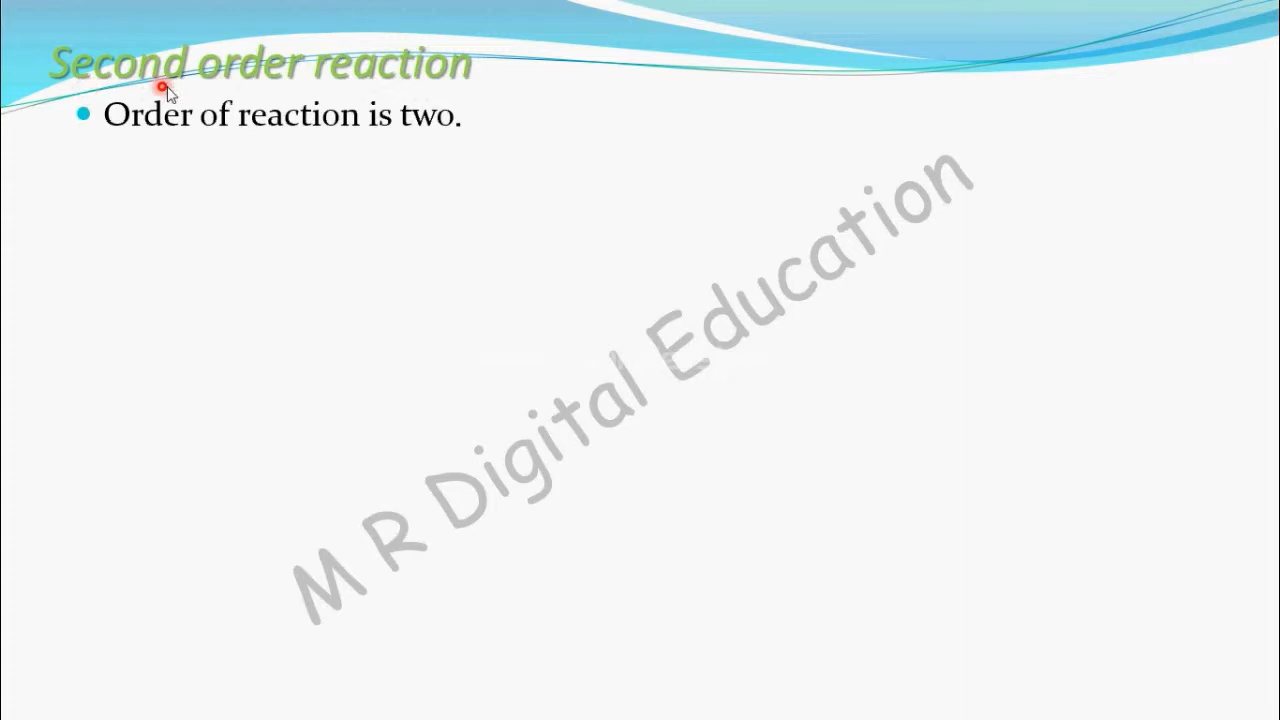 Second order reaction
Order of reaction is two.
M R Digital Education